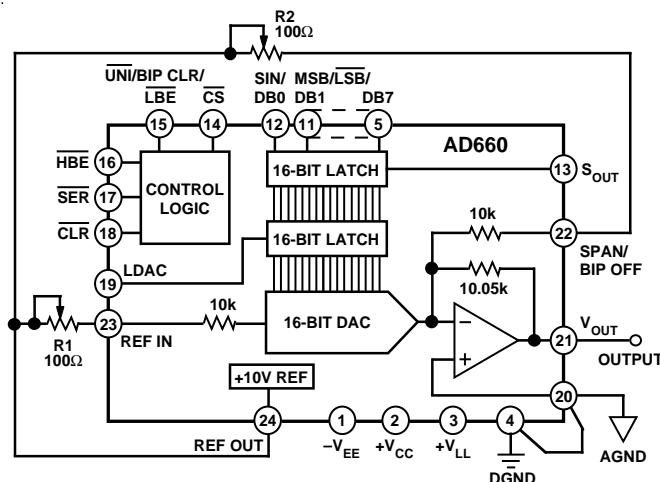 R2
100Ω
UNI/BIP CLR/
LBE
CS
SIN/
DB0
MSB/LSB/
DB1
DB7
15
14
12
11
5
AD660
HBE
16
SER
17
CLR
18
CONTROL
LOGIC
16-BIT LATCH
13
SOUT
10k
22
SPAN/
BIP OFF
LDAC
19
16-BIT LATCH
10.05k
10k
16-BIT DAC
23
REF IN
R1
100Ω
−
+
VOUT
21
OUTPUT
+10V REF
20
24
REF OUT
1
−VEE
2
+VCC
3
+VLL
4
DGND
AGND